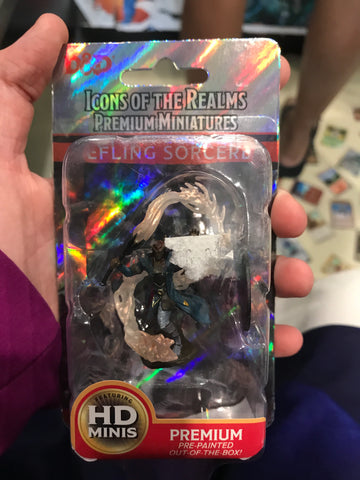 D&D
ICONS OF THE REALMS
PREMIUM MINIATURES
EFLING SORCERE
FEATURING
HD
MINIS
PREMIUM
PRE-PAINTED
OUT-OF-THE-BOX!